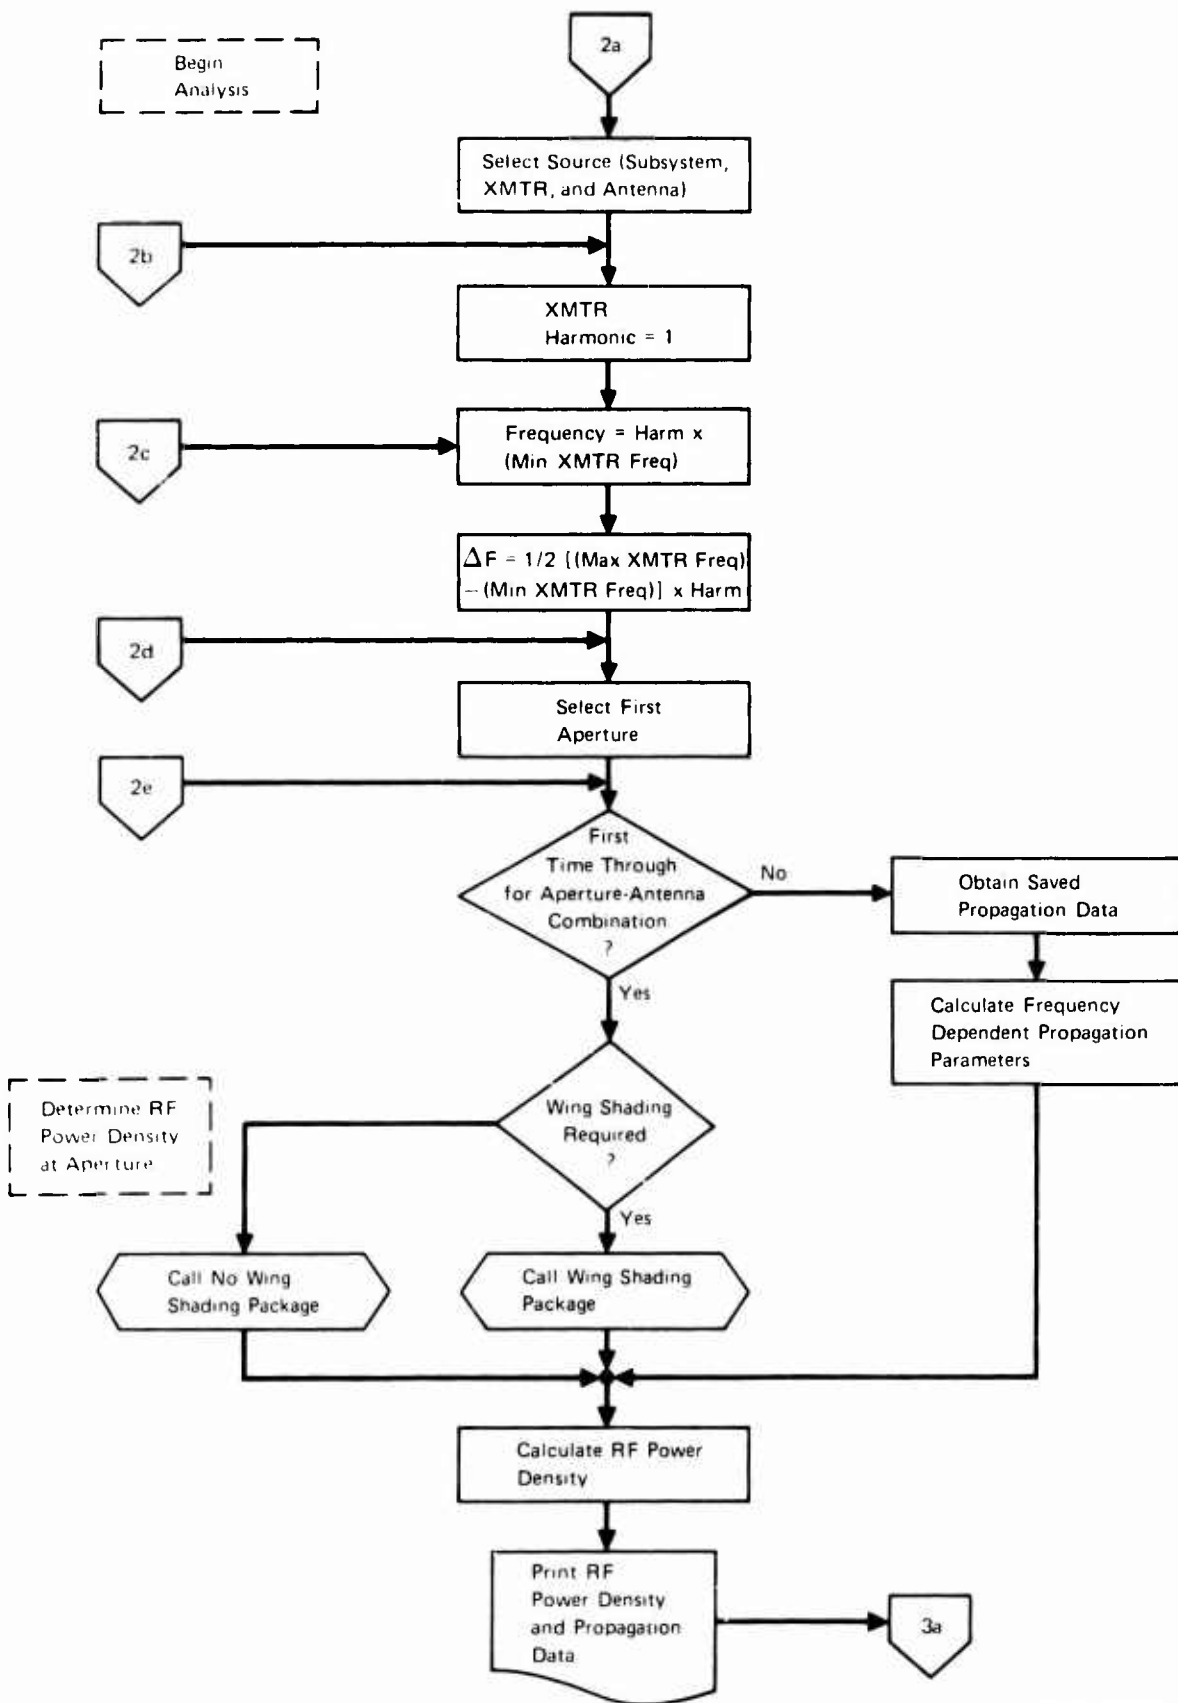 2a
Begin
Analysis
Select Source (Subsystem,
XMTR, and Antenna)
2b
XMTR
Harmonic = 1
2c
Frequency = Harm x
(Min XMTR Freq)
ΔF = 1/2 [(Max XMTR Freq)
– (Min XMTR Freq)] x Harm
2d
Select First
Aperture
2e
First
Time Through
for Aperture-Antenna
Combination
?
No
Obtain Saved
Propagation Data
Yes
Calculate Frequency
Dependent Propagation
Parameters
Determine RF
Power Density
at Aperture
Wing Shading
Required
?
Yes
Call No Wing
Shading Package
Call Wing Shading
Package
Calculate RF Power
Density
Print RF
Power Density
and Propagation
Data
3a